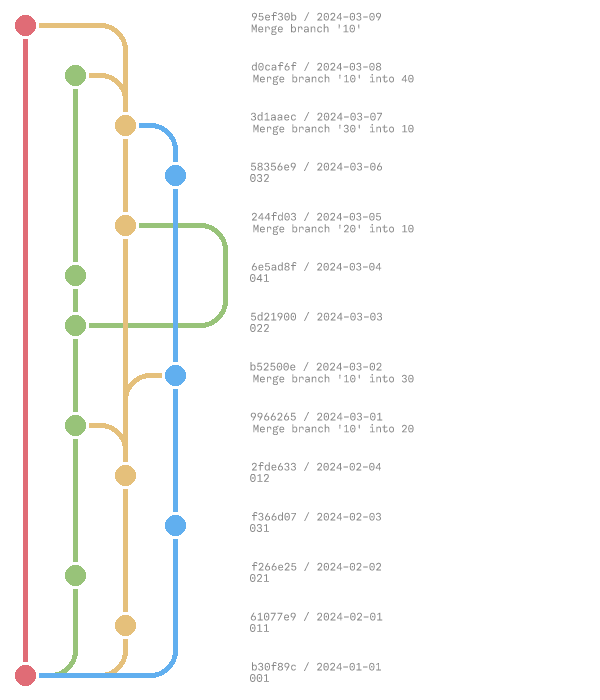 95ef30b / 2024-03-09
Merge branch '10'
d0caf6f / 2024-03-08
Merge branch '10' into 40
3d1aaec / 2024-03-07
Merge branch '30' into 10
58356e9 / 2024-03-06
032
244fd03 / 2024-03-05
Merge branch '20' into 10
6e5ad8f / 2024-03-04
041
5d21900 / 2024-03-03
022
b52500e / 2024-03-02
Merge branch '10' into 30
9966265 / 2024-03-01
Merge branch '10' into 20
2fde633 / 2024-02-04
012
f366d07 / 2024-02-03
031
f266e25 / 2024-02-02
021
61077e9 / 2024-02-01
011
b30f89c / 2024-01-01
001